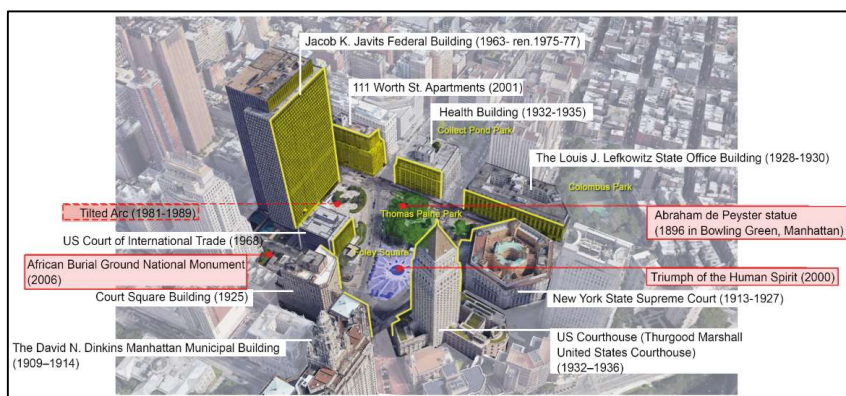 Jacob K. Javits Federal Building (1963- ren.1975-77)
111 Worth St. Apartments (2001)
Health Building (1932-1935)
Collect Pond Park
The Louis J. Lefkowitz State Office Building (1928-1930)
Columbus Park
Tilted Arc (1981-1989)
Thomas Paine Park
Abraham de Peyster statue
(1896 in Bowling Green, Manhattan)
US Court of International Trade (1968)
Foley Square
African Burial Ground National Monument
(2006)
Triumph of the Human Spirit (2000)
Court Square Building (1925)
New York State Supreme Court (1913-1927)
The David N. Dinkins Manhattan Municipal Building
(1909–1914)
US Courthouse (Thurgood Marshall
United States Courthouse)
(1932–1936)